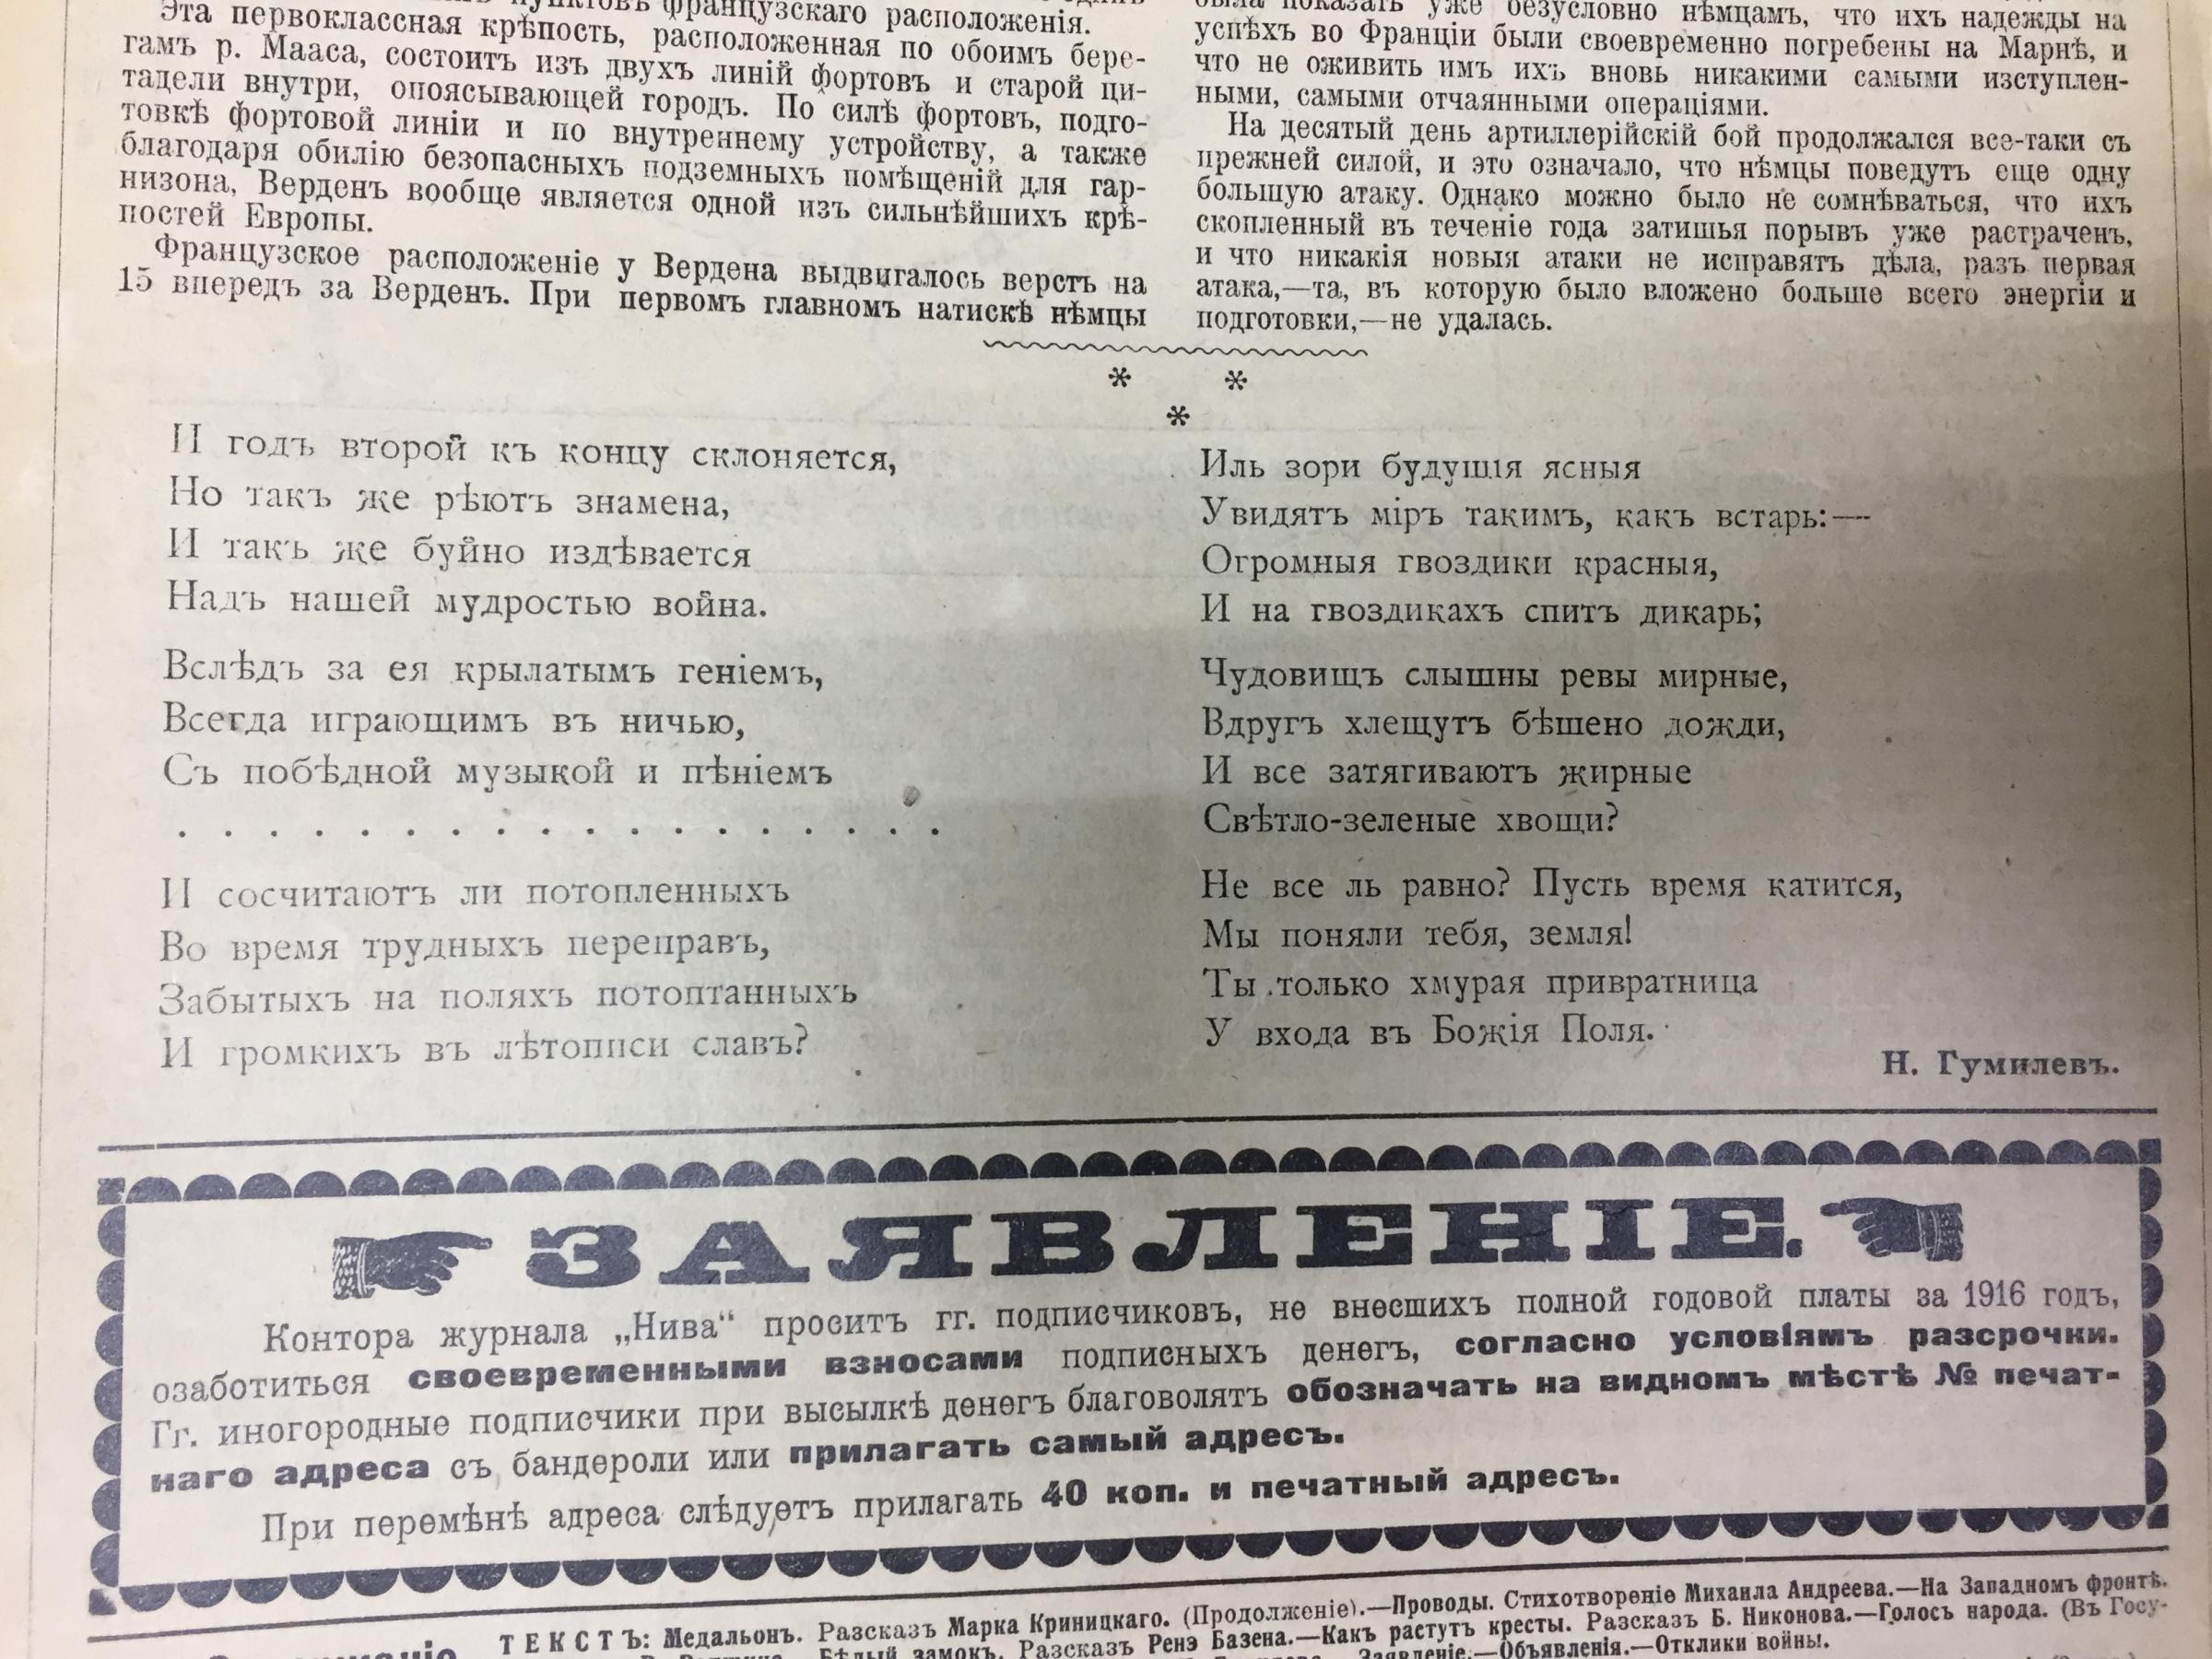 французскаго расположенія.
Эта первоклассная крѣпость, расположенная по обоимъ бере-
гамъ р. Мааса, состоитъ изъ двухъ линій фортовъ и старой ци-
тадели внутри, опоясывающей городъ. По силѣ фортовъ, подго-
товкѣ фортовой линіи и по внутреннему устройству, а также
благодаря обилію безопасныхъ подземныхъ помѣщеній для гар-
низона, Верденъ вообще является одной изъ сильнѣйшихъ крѣ-
постей Европы.
Французское расположеніе у Вердена выдвигалось верстъ на
15 впередъ за Верденъ. При первомъ главномъ натискѣ нѣмцы
была показать уже безусловно нѣмцамъ, что ихъ надежды на
успѣхъ во Франціи были своевременно погребены на Марнѣ, и
что не оживить имъ ихъ вновь никакими самыми изступлен-
ными, самыми отчаянными операціями.
На десятый день артиллерійскій бой продолжался все-таки съ
прежней силой, и это означало, что нѣмцы поведутъ еще одну
большую атаку. Однако можно было не сомнѣваться, что ихъ
скопленный въ теченіе года затишья порывъ уже растраченъ,
и что никакія новыя атаки не исправятъ дѣла, разъ первая
атака,—та, въ которую было вложено больше всего энергіи и
подготовки,—не удалась.
* *
*
И годъ второй къ концу склоняется,
Но такъ же рѣютъ знамена,
И такъ же буйно издѣвается
Надъ нашей мудростью война.
Вслѣдъ за ея крылатымъ геніемъ,
Всегда играющимъ въ ничью,
Съ побѣдной музыкой и пѣніемъ
. . . . . . . . . . . . . . . . . .
И сосчитаютъ ли потопленныхъ
Во время трудныхъ переправъ,
Забытыхъ на поляхъ потоптанныхъ
И громкихъ въ лѣтописи славъ?
Иль зори будущія ясныя
Увидятъ міръ такимъ, какъ встарь:—
Огромныя гвоздики красныя,
И на гвоздикахъ спитъ дикарь;
Чудовищъ слышны ревы мирные,
Вдругъ хлещутъ бѣшено дожди,
И все затягиваютъ жирные
Свѣтло-зеленые хвощи?
Не все ль равно? Пусть время катится,
Мы поняли тебя, земля!
Ты только хмурая привратница
У входа въ Божія Поля.
Н. Гумилевъ.
ЗАЯВЛЕНІЕ.
Контора журнала „Нива“ проситъ гг. подписчиковъ, не внесшихъ полной годовой платы за 1916 годъ,
озаботиться своевременными взносами подписныхъ денегъ, согласно условіямъ разсрочки.
Гг. иногородные подписчики при высылкѣ денегъ благоволятъ обозначать на видномъ мѣстѣ № печат-
наго адреса съ бандероли или прилагать самый адресъ.
При перемѣнѣ адреса слѣдуетъ прилагать 40 коп. и печатный адресъ.
ТЕКСТЪ: Медальонъ. Разсказъ Марка Криницкаго. (Продолженіе).—Проводы. Стихотвореніе Михаила Андреева.—На Западномъ фронтѣ.
Бѣлый замокъ. Разсказъ Ренэ Базена.—Какъ растутъ кресты. Разсказъ Б. Никонова.—Голосъ народа. (Въ Госу-
Заявленіе.—Объявленія.—Отклики войны.